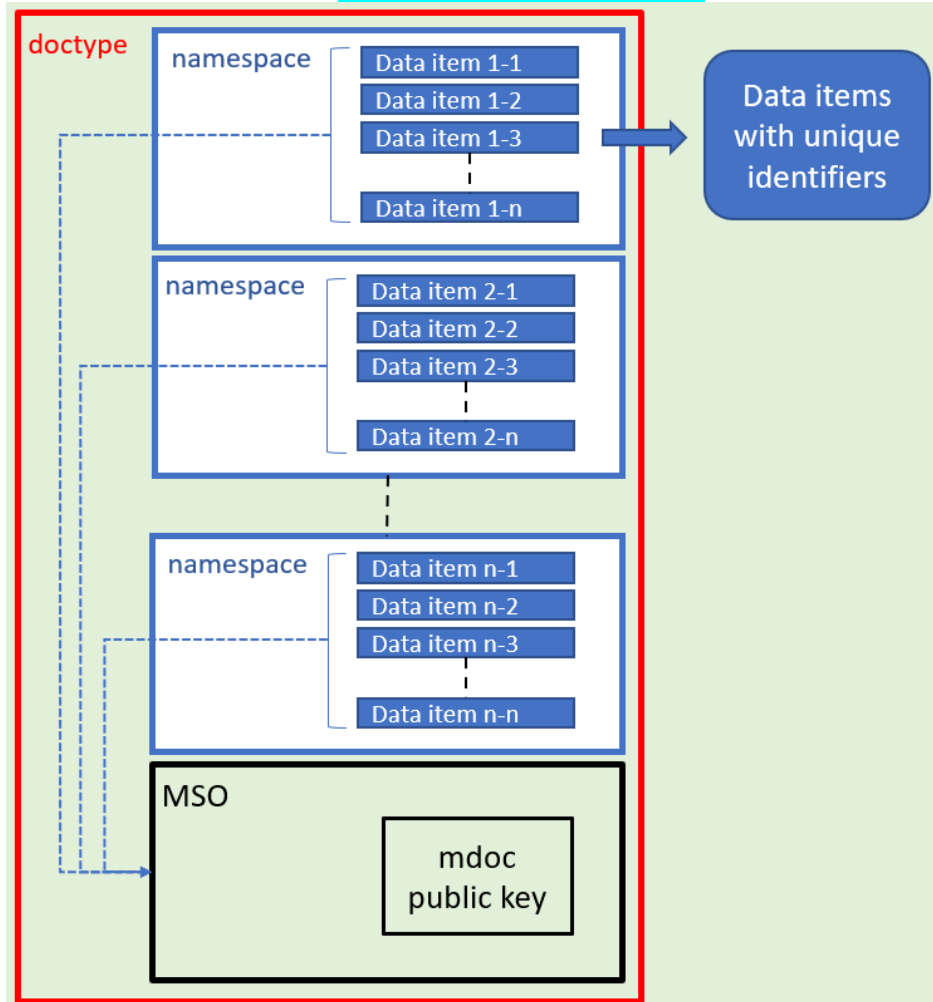 doctype
namespace
Data item 1-1
Data item 1-2
Data item 1-3
Data item 1-n
Data items
with unique
identifiers
namespace
Data item 2-1
Data item 2-2
Data item 2-3
Data item 2-n
namespace
Data item n-1
Data item n-2
Data item n-3
Data item n-n
MSO
mdoc
public key